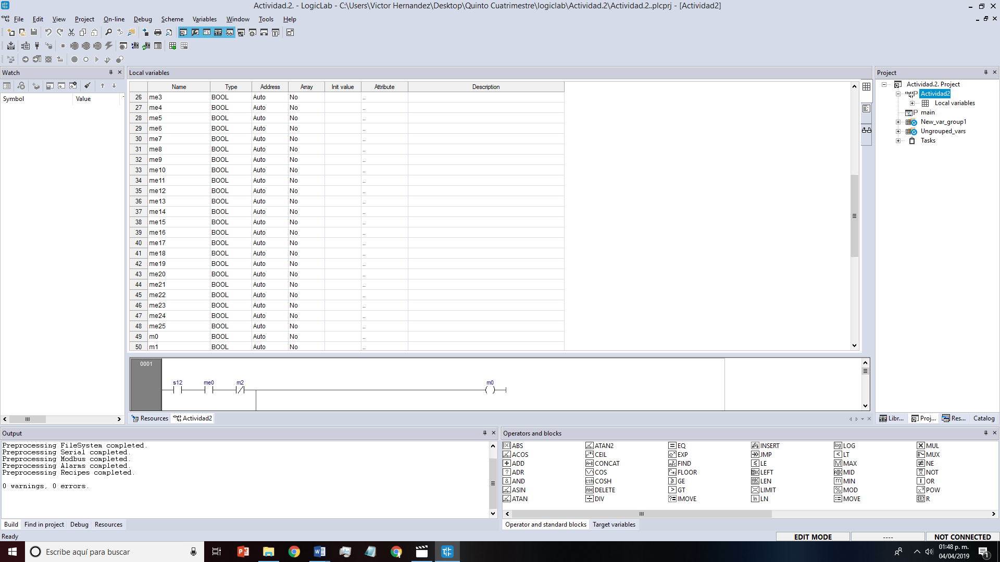 Actividad.2. - LogicLab - C:\Users\Victor Hernandez\Desktop\Quinto Cuatrimestre\logiclab\Actividad.2\Actividad.2..plcprj - [Actividad2]
File Edit View Project On-line Debug Scheme Variables Window Tools Help
Watch
Symbol Value
Local variables
Name Type Address Array Init value Attribute Description
26 me3 BOOL Auto No ..
27 me4 BOOL Auto No ..
28 me5 BOOL Auto No ..
29 me6 BOOL Auto No ..
30 me7 BOOL Auto No ..
31 me8 BOOL Auto No ..
32 me9 BOOL Auto No ..
33 me10 BOOL Auto No ..
34 me11 BOOL Auto No ..
35 me12 BOOL Auto No ..
36 me13 BOOL Auto No ..
37 me14 BOOL Auto No ..
38 me15 BOOL Auto No ..
39 me16 BOOL Auto No ..
40 me17 BOOL Auto No ..
41 me18 BOOL Auto No ..
42 me19 BOOL Auto No ..
43 me20 BOOL Auto No ..
44 me21 BOOL Auto No ..
45 me22 BOOL Auto No ..
46 me23 BOOL Auto No ..
47 me24 BOOL Auto No ..
48 me25 BOOL Auto No ..
49 m0 BOOL Auto No ..
50 m1 BOOL Auto No ..
0001
s12 me0 m2 m0
Resources Actividad2
Project
Actividad.2. Project
Actividad2
Local variables
main
New_var_group1
Ungrouped_vars
Tasks
Libr... Proj... Res... Catalog
Output
Preprocessing FileSystem completed.
Preprocessing Serial completed.
Preprocessing Modbus completed.
Preprocessing Alarms completed.
Preprocessing Recipes completed.
0 warnings, 0 errors.
Build Find in project Debug Resources
Operators and blocks
ABS ATAN2 EQ INSERT LOG MUL
ACOS CEIL EXP JMP LT MUX
ADD CONCAT FIND LE MAX NE
ADR COS FLOOR LEFT MID NOT
AND COSH GE LEN MIN OR
ASIN DELETE GT LIMIT MOD POW
ATAN DIV IMOVE LN MOVE R
Operator and standard blocks Target variables
Ready
EDIT MODE ---- NOT CONNECTED
Escribe aquí para buscar
01:48 p. m.
04/04/2019